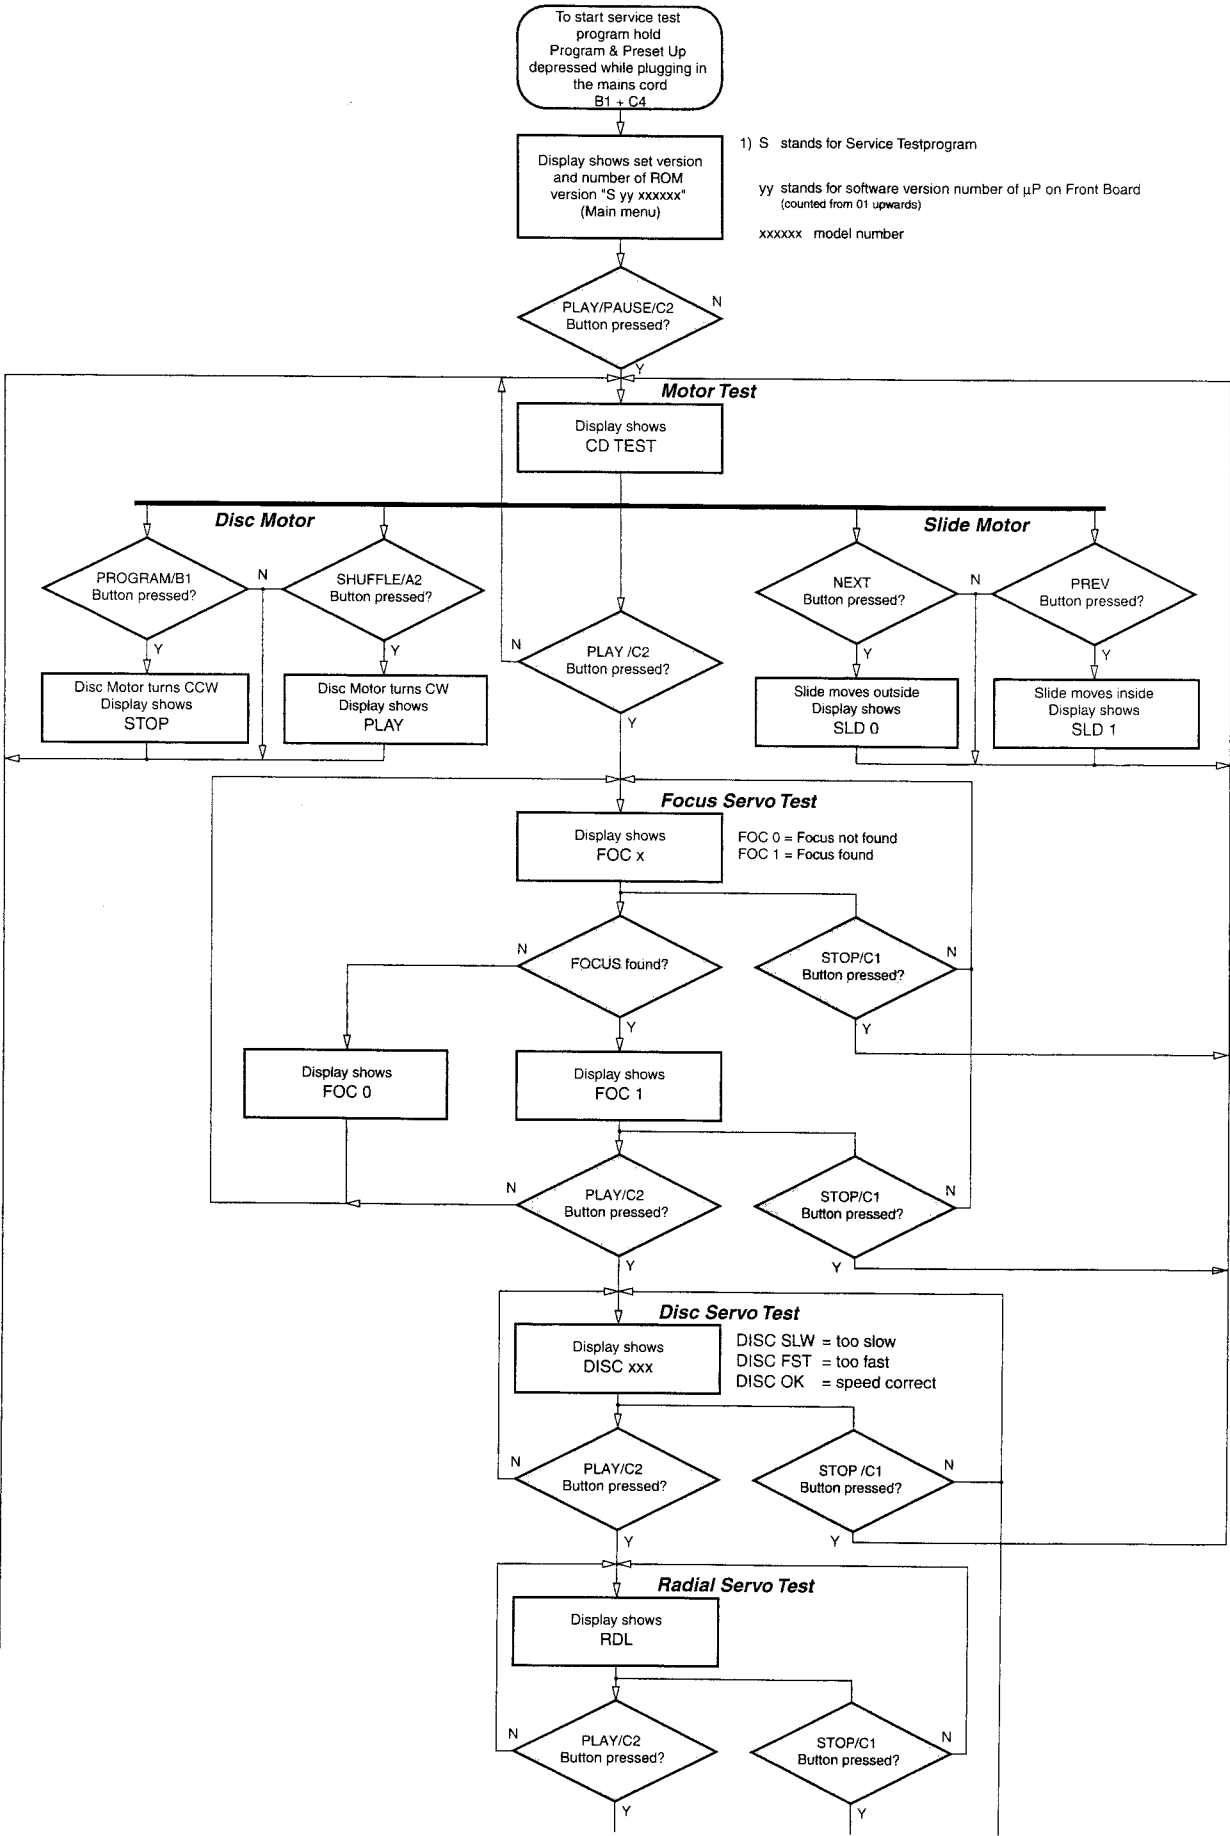 To start service test
program hold
Program & Preset Up
depressed while plugging in
the mains cord
B1 + C4
Display shows set version
and number of ROM
version "S yy xxxxxx"
(Main menu)
1) S stands for Service Testprogram
yy stands for software version number of µP on Front Board
(counted from 01 upwards)
xxxxxx model number
PLAY/PAUSE/C2
Button pressed?
N
Y
Motor Test
Display shows
CD TEST
Disc Motor
Slide Motor
PROGRAM/B1
Button pressed?
N
SHUFFLE/A2
Button pressed?
NEXT
Button pressed?
N
PREV
Button pressed?
Y
Y
N
PLAY /C2
Button pressed?
Y
Y
Y
Disc Motor turns CCW
Display shows
STOP
Disc Motor turns CW
Display shows
PLAY
Slide moves outside
Display shows
SLD 0
Slide moves inside
Display shows
SLD 1
Focus Servo Test
Display shows
FOC x
FOC 0 = Focus not found
FOC 1 = Focus found
N
FOCUS found?
Y
STOP/C1
Button pressed?
N
Y
Display shows
FOC 0
Display shows
FOC 1
N
PLAY/C2
Button pressed?
Y
STOP/C1
Button pressed?
N
Y
Disc Servo Test
Display shows
DISC xxx
DISC SLW = too slow
DISC FST = too fast
DISC OK = speed correct
N
PLAY/C2
Button pressed?
Y
STOP /C1
Button pressed?
N
Y
Radial Servo Test
Display shows
RDL
N
PLAY/C2
Button pressed?
Y
STOP/C1
Button pressed?
N
Y